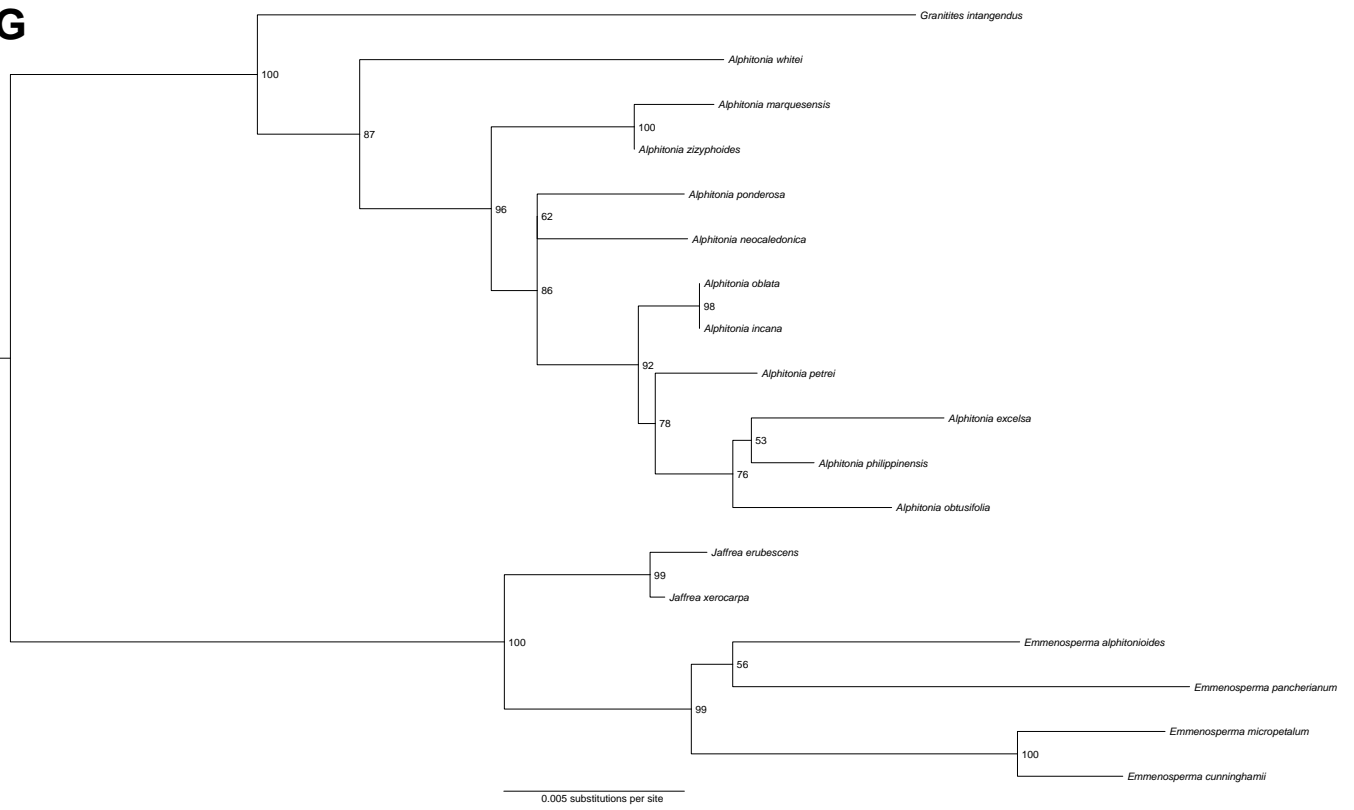 G
Granitites intangendus
Alphitonia whitei
100
Alphitonia marquesensis
100
87
Alphitonia zizyphoides
Alphitonia ponderosa
96
62
Alphitonia neocaledonica
Alphitonia oblata
86
98
Alphitonia incana
92
Alphitonia petrei
Alphitonia excelsa
78
53
Alphitonia philippinensis
76
Alphitonia obtusifolia
Jaffrea erubescens
99
Jaffrea xerocarpa
100
Emmenosperma alphitonioides
56
Emmenosperma pancherianum
99
Emmenosperma micropetalum
100
Emmenosperma cunninghamii
0.005 substitutions per site